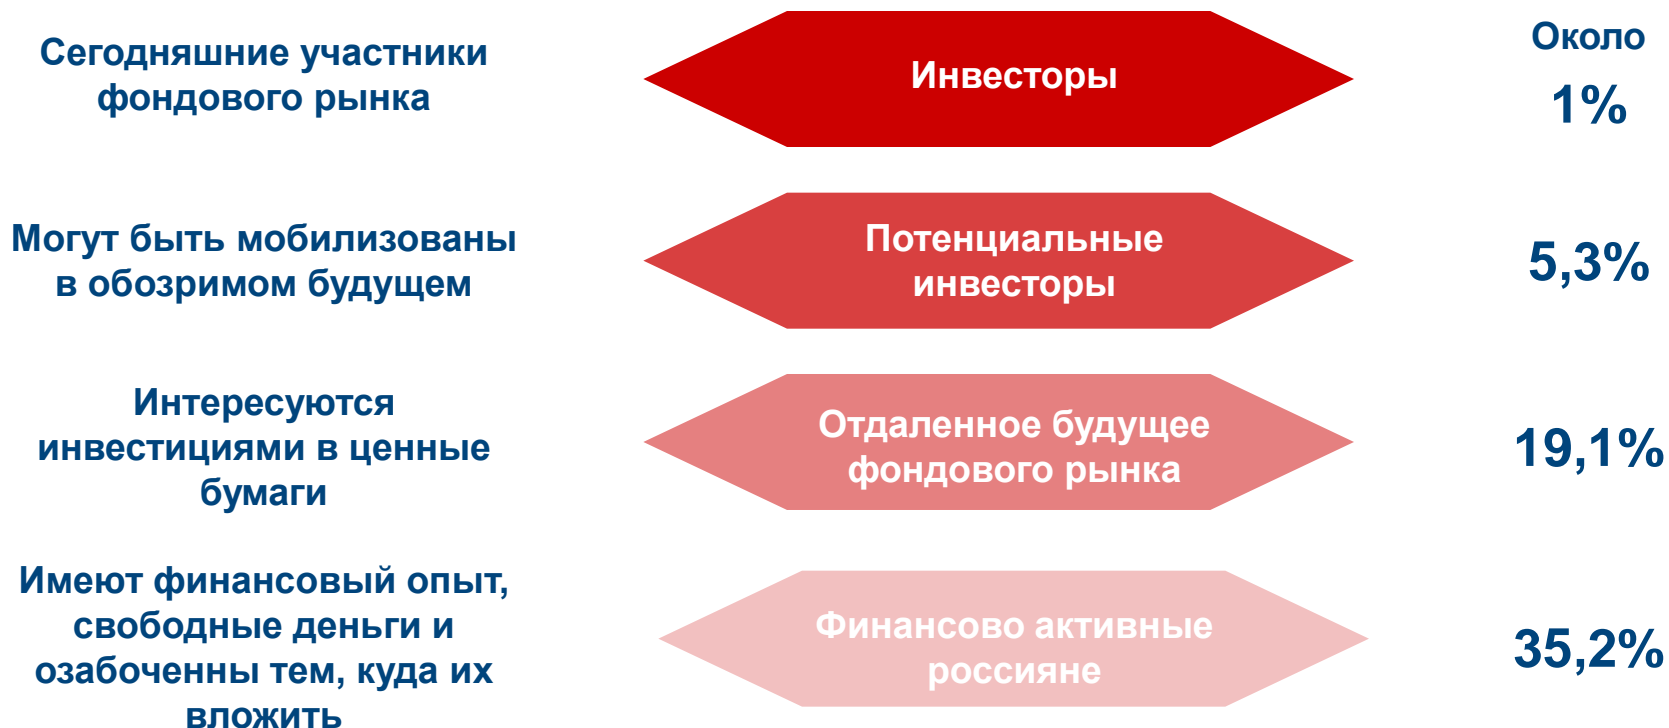 Сегодняшние участники
фондового рынка
Инвесторы
Около
1%
Могут быть мобилизованы
в обозримом будущем
Потенциальные
инвесторы
5,3%
Интересуются
инвестициями в ценные
бумаги
Отдаленное будущее
фондового рынка
19,1%
Имеют финансовый опыт,
свободные деньги и
озабоченны тем, куда их
вложить
Финансово активные
россияне
35,2%